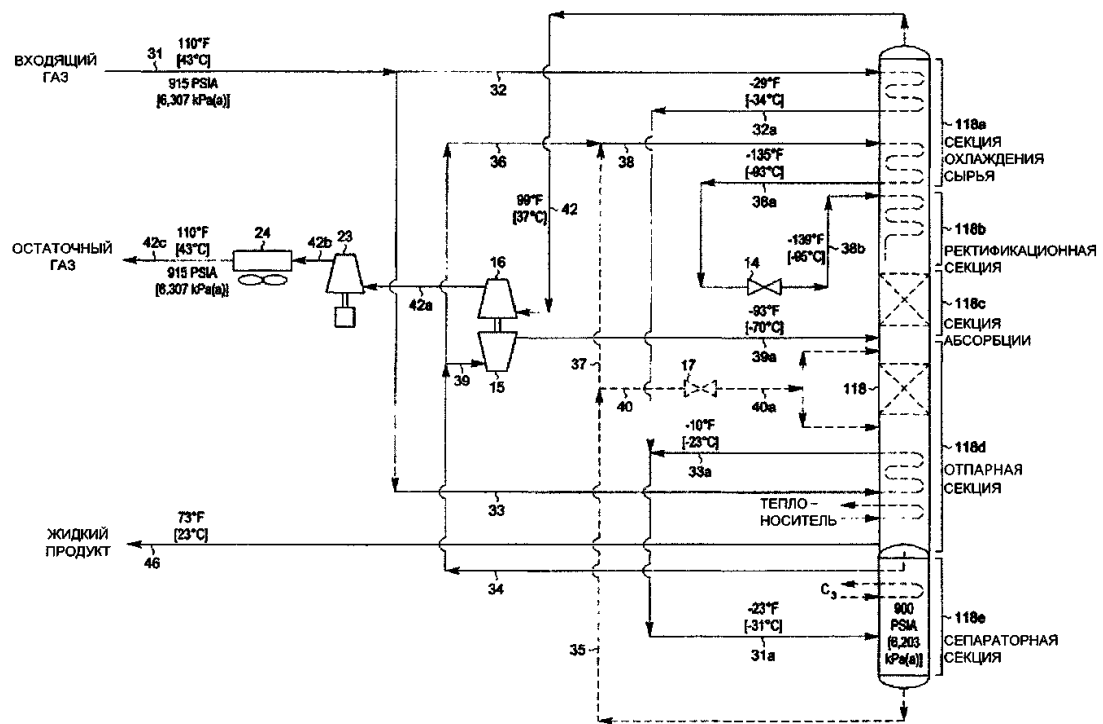 ВХОДЯЩИЙ
ГАЗ
31
110°F
[43°C]
915 PSIA
[6,307 kPa(a)]
32
-29°F
[-34°C]
32a
118a
СЕКЦИЯ
ОХЛАЖДЕНИЯ
СЫРЬЯ
36
38
-135°F
[-93°C]
38a
99°F
[37°C]
42
118b
РЕКТИФИКАЦИОННАЯ
СЕКЦИЯ
-139°F
[-95°C]
38b
14
ОСТАТОЧНЫЙ
ГАЗ
42c
110°F
[43°C]
915 PSIA
[6,307 kPa(a)]
24
42b
23
42a
16
15
39
-93°F
[-70°C]
39a
118c
СЕКЦИЯ
АБСОРБЦИИ
37
17
40
40a
118
118d
ОТПАРНАЯ
СЕКЦИЯ
-10°F
[-23°C]
33a
33
ТЕПЛО-
НОСИТЕЛЬ
ЖИДКИЙ
ПРОДУКТ
73°F
[23°C]
46
34
C3
900
PSIA
[6,203
kPa(a)]
118e
СЕПАРАТОРНАЯ
СЕКЦИЯ
-23°F
[-31°C]
31a
35